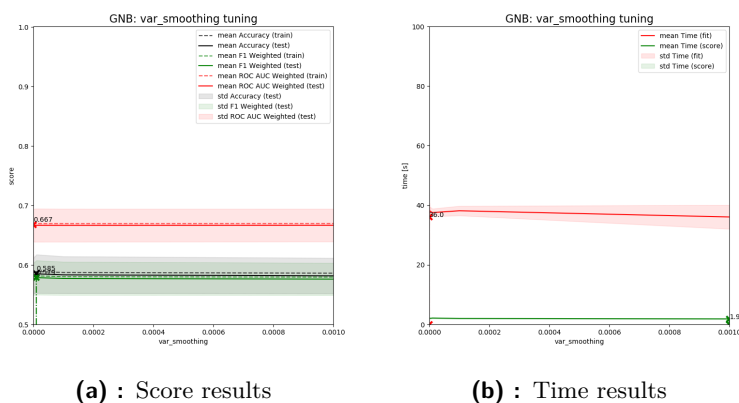 GNB: var_smoothing tuning
1.0
0.9
0.8
0.7
0.6
0.5
score
mean Accuracy (train)
mean Accuracy (test)
mean F1 Weighted (train)
mean F1 Weighted (test)
mean ROC AUC Weighted (train)
mean ROC AUC Weighted (test)
std Accuracy (test)
std F1 Weighted (test)
std ROC AUC Weighted (test)
0.667
0.585
0.0000 0.0002 0.0004 0.0006 0.0008 0.0010
var_smoothing
(a) : Score results
GNB: var_smoothing tuning
100
80
60
40
20
0
time [s]
mean Time (fit)
mean Time (score)
std Time (fit)
std Time (score)
36.0
1.9
0.0000 0.0002 0.0004 0.0006 0.0008 0.0010
var_smoothing
(b) : Time results